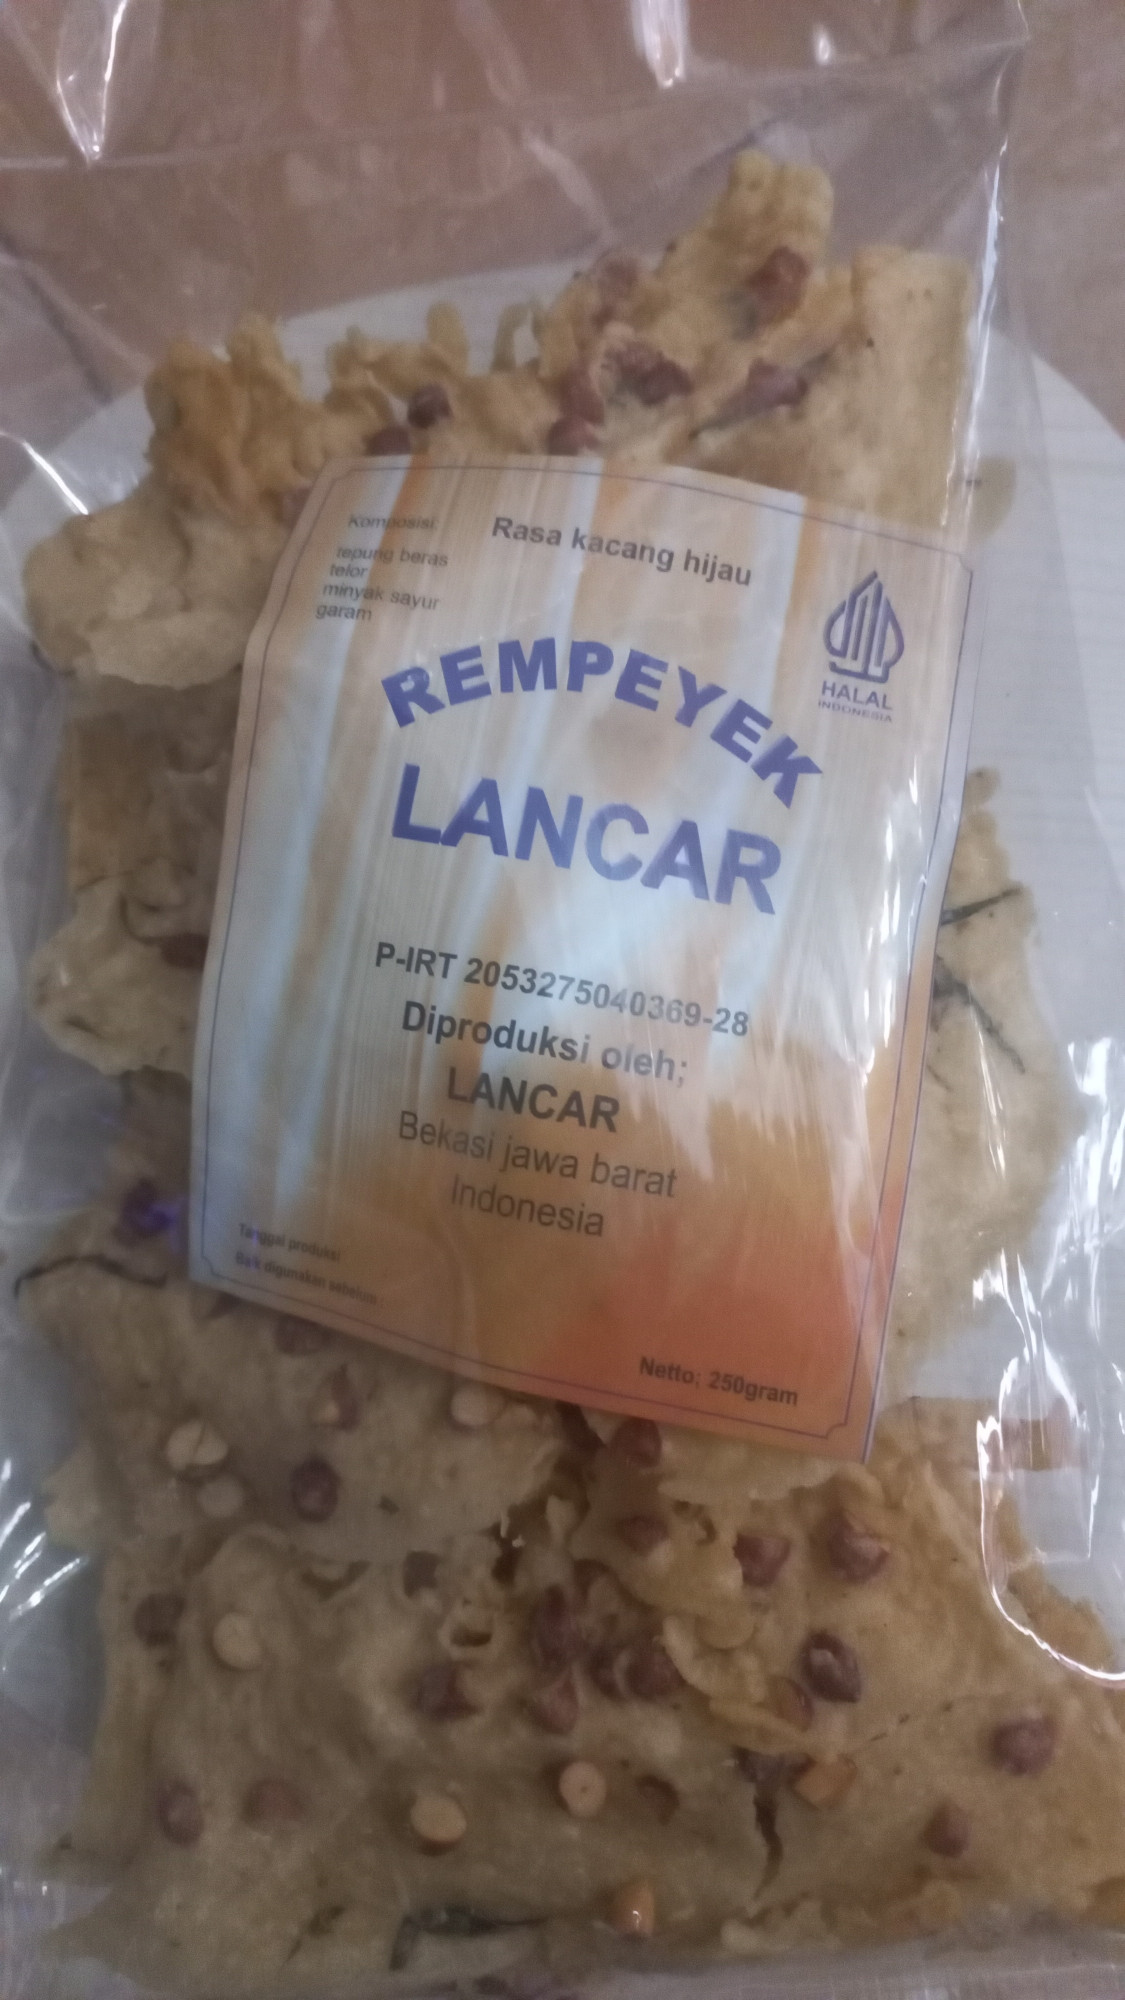 Komposisi:
tepung beras
telor
minyak sayur
garam
Rasa kacang hijau
HALAL
INDONESIA
REMPEYEK
LANCAR
P-IRT 2053275040369-28
Diproduksi oleh;
LANCAR
Bekasi jawa barat
Indonesia
Tanggal produksi
Baik digunakan sebelum
Netto; 250gram